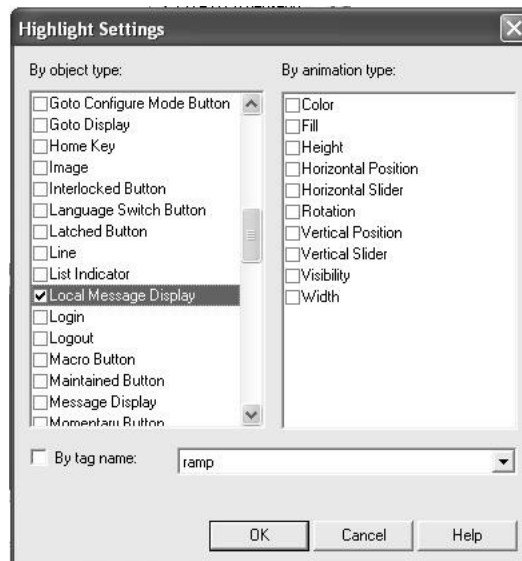 Highlight Settings
By object type:
Goto Configure Mode Button
Goto Display
Home Key
Image
Interlocked Button
Language Switch Button
Latched Button
Line
List Indicator
Local Message Display
Login
Logout
Macro Button
Maintained Button
Message Display
Momentary Button
By animation type:
Color
Fill
Height
Horizontal Position
Horizontal Slider
Rotation
Vertical Position
Vertical Slider
Visibility
Width
By tag name:
ramp
OK
Cancel
Help